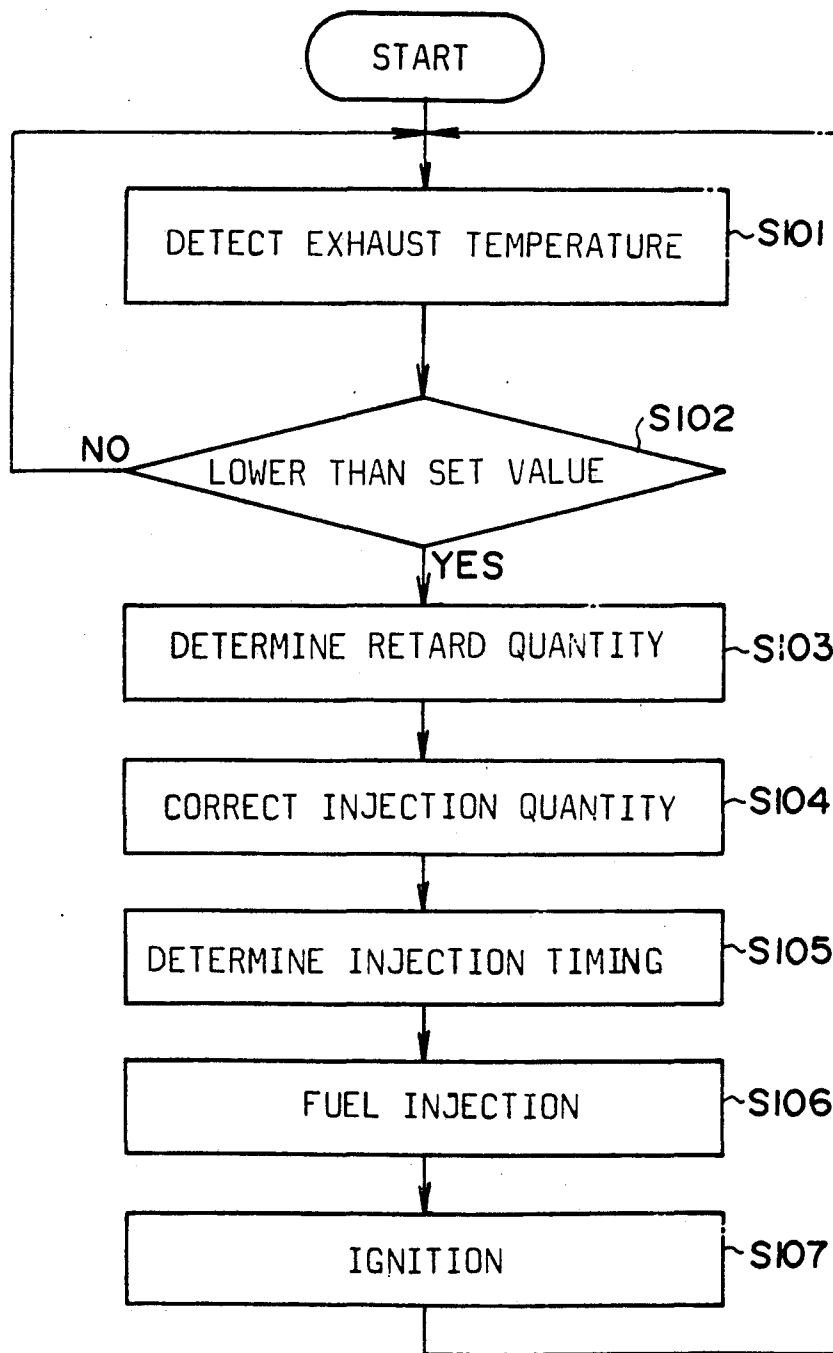 START
DETECT EXHAUST TEMPERATURE
S101
S102
NO
LOWER THAN SET VALUE
YES
DETERMINE RETARD QUANTITY
S103
CORRECT INJECTION QUANTITY
S104
DETERMINE INJECTION TIMING
S105
FUEL INJECTION
S106
IGNITION
S107